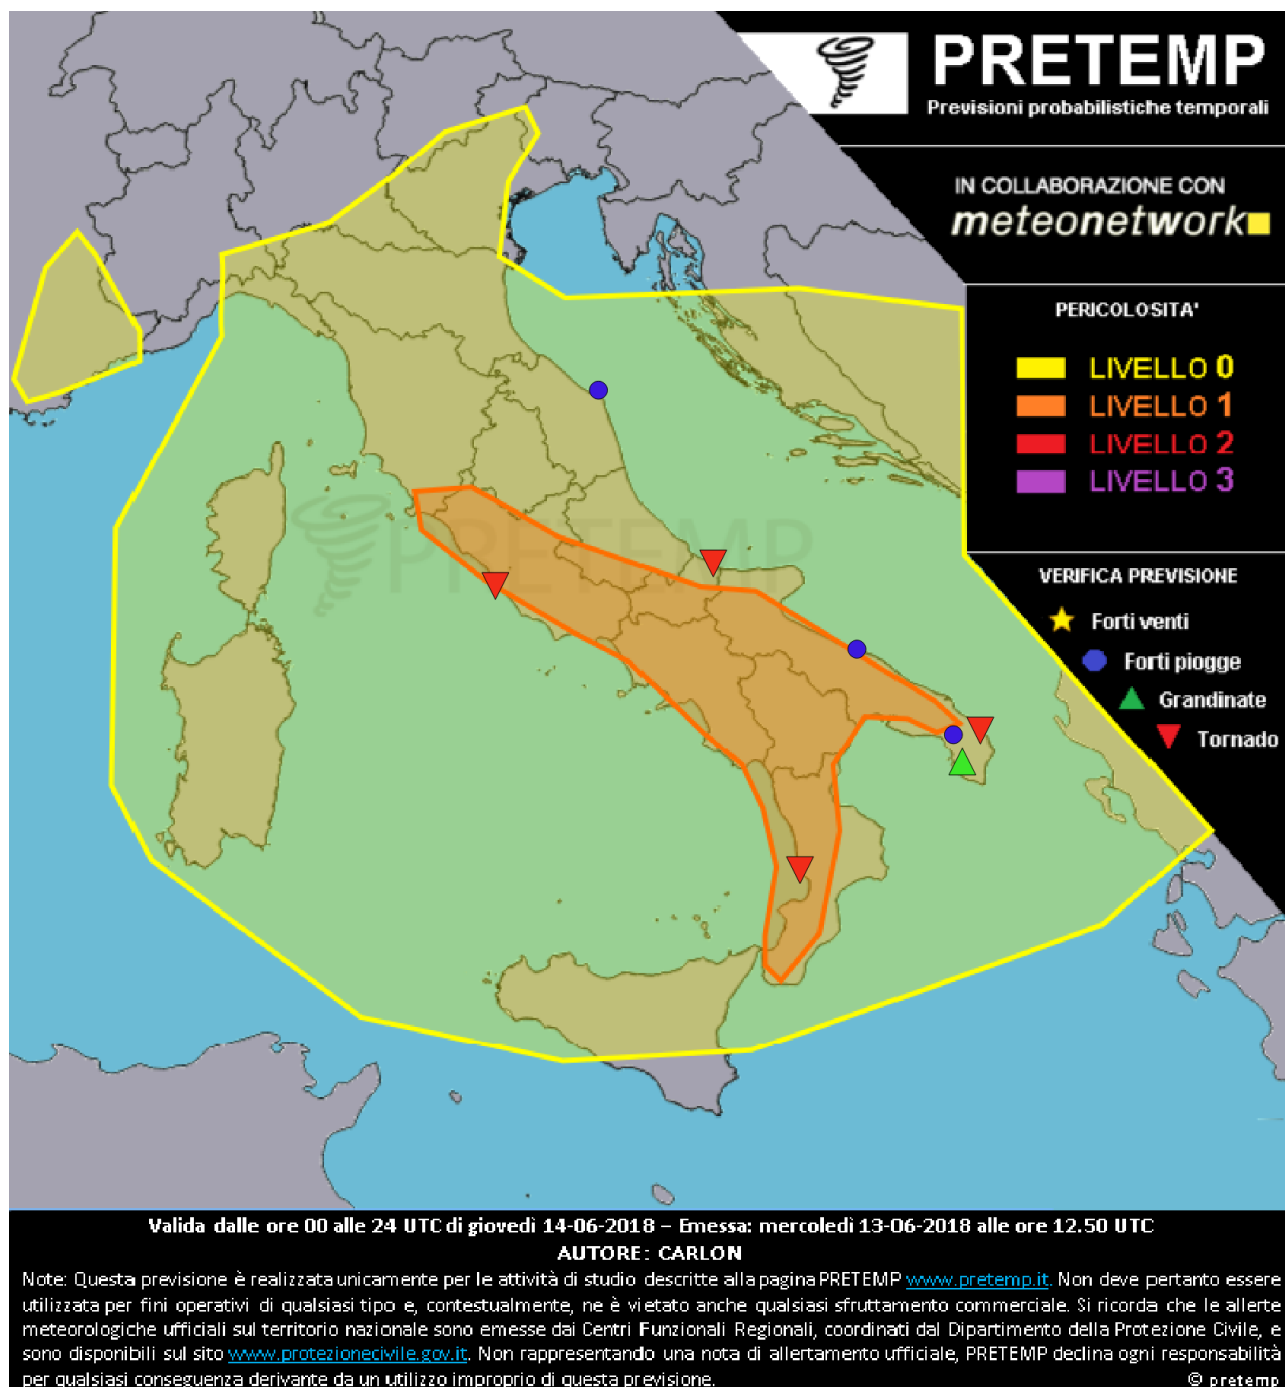 PRETEMP
Previsioni probabilistiche temporali
IN COLLABORAZIONE CON
meteonetwork
PERICOLOSITA'
LIVELLO 0
LIVELLO 1
LIVELLO 2
LIVELLO 3
PRETEMP
VERIFICA PREVISIONE
Forti venti
Forti piogge
Grandinate
Tornado
Valida dalle ore 00 alle 24 UTC di giovedì 14-06-2018 – Emessa: mercoledì 13-06-2018 alle ore 12.50 UTC
AUTORE: CARLON
Note: Questa previsione è realizzata unicamente per le attività di studio descritte alla pagina PRETEMP www.pretemp.it. Non deve pertanto essere
utilizzata per fini operativi di qualsiasi tipo e, contestualmente, ne è vietato anche qualsiasi sfruttamento commerciale. Si ricorda che le allerte
meteorologiche ufficiali sul territorio nazionale sono emesse dai Centri Funzionali Regionali, coordinati dal Dipartimento della Protezione Civile, e
sono disponibili sul sito www.protezionecivile.gov.it. Non rappresentando una nota di allertamento ufficiale, PRETEMP declina ogni responsabilità
per qualsiasi conseguenza derivante da un utilizzo improprio di questa previsione.
© pretemp